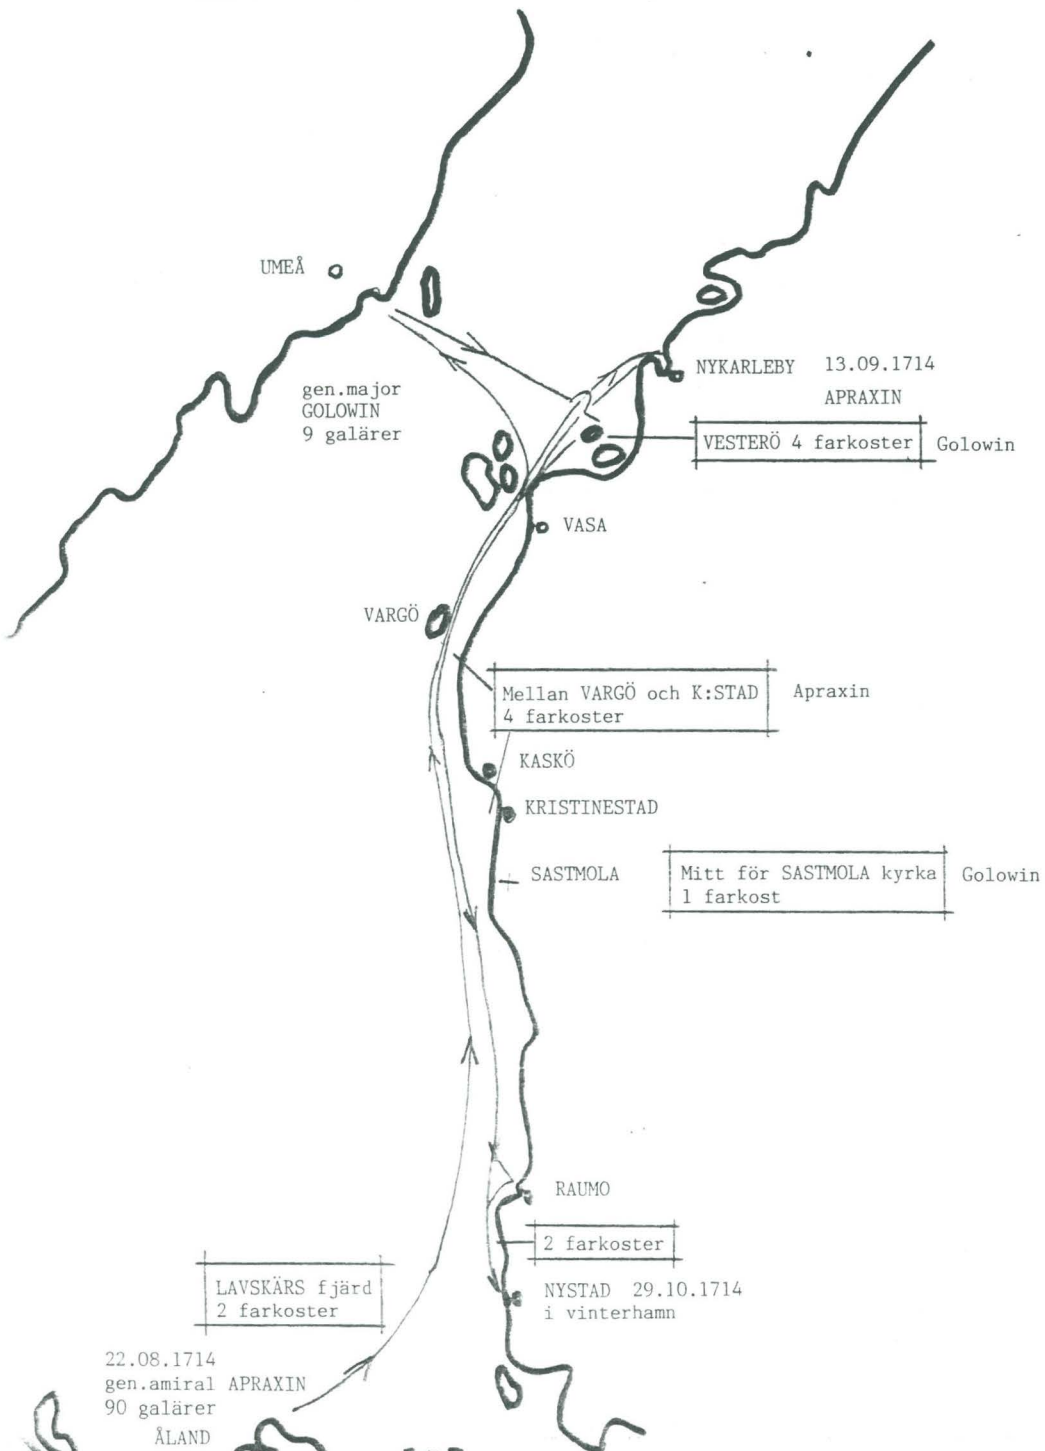 UMEÅ
gen.major
GOLOWIN
9 galärer
NYKARLEBY 13.09.1714
APRAXIN
VESTERÖ 4 farkoster Golowin
VASA
VARGÖ
Mellan VARGÖ och K:STAD Apraxin
4 farkoster
KASKÖ
KRISTINESTAD
SASTMOLA
Mitt för SASTMOLA kyrka Golowin
1 farkost
RAUMO
2 farkoster
LAVSKÄRS fjärd
2 farkoster
NYSTAD 29.10.1714
i vinterhamn
22.08.1714
gen.amiral APRAXIN
90 galärer
ÅLAND